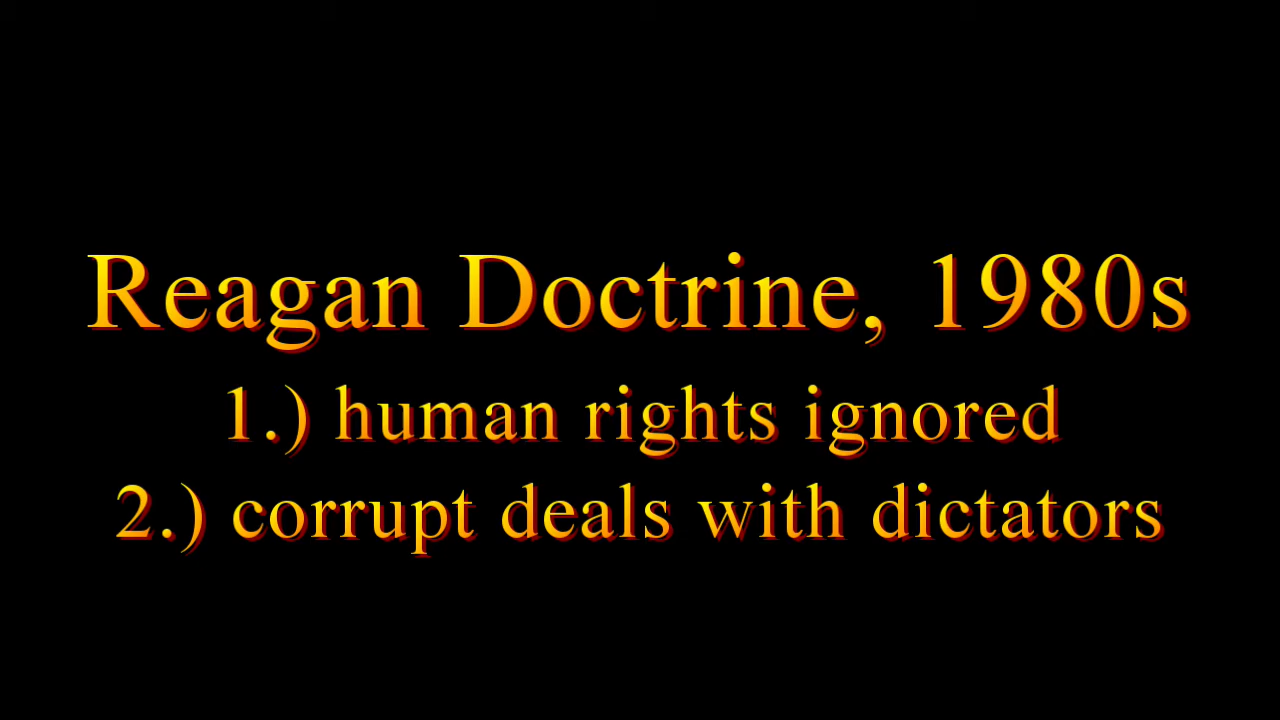 Reagan Doctrine, 1980s
1.) human rights ignored
2.) corrupt deals with dictators